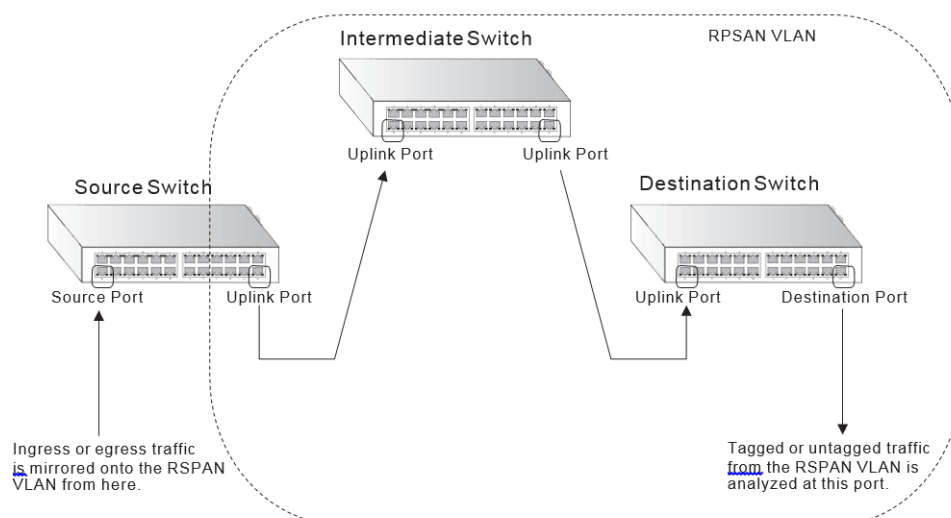 Intermediate Switch
RPSAN VLAN
Uplink Port
Uplink Port
Source Switch
Destination Switch
Source Port
Uplink Port
Uplink Port
Destination Port
Ingress or egress traffic
is mirrored onto the RSPAN
VLAN from here.
Tagged or untagged traffic
from the RSPAN VLAN is
analyzed at this port.